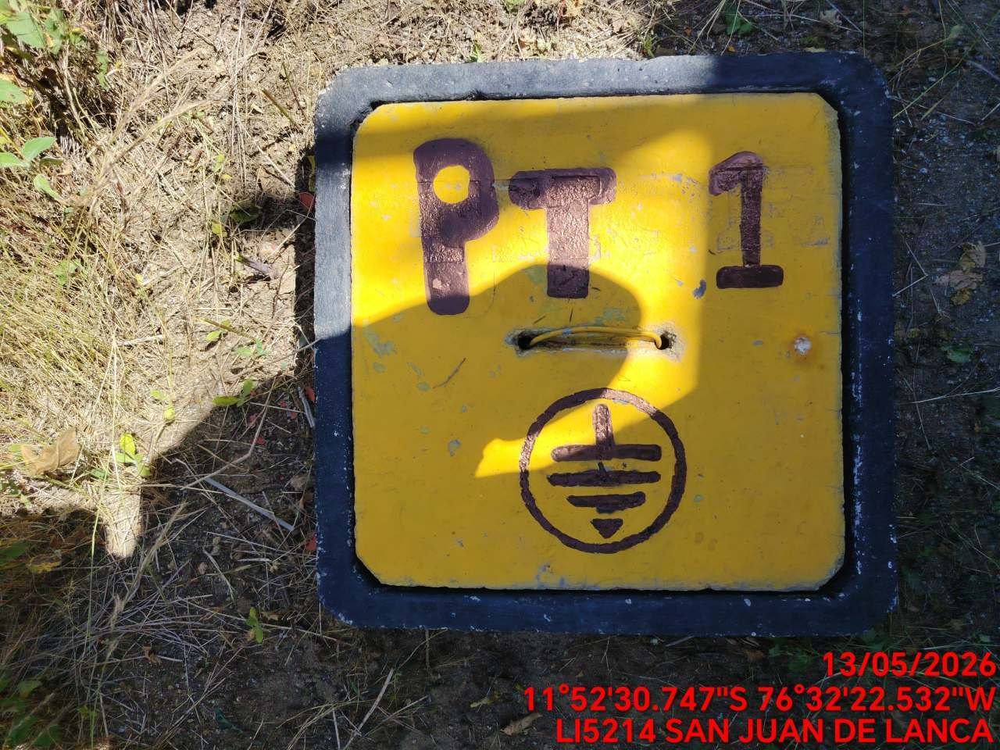 PT 1
13/05/2026
11°52'30.747"S 76°32'22.532"W
LI5214 SAN JUAN DE LANCA